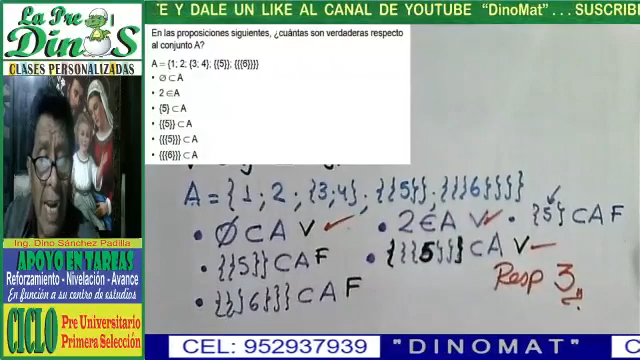 La Pre
DinoS
CLASES PERSONALIZADAS
E Y DALE UN LIKE AL CANAL DE YOUTUBE "DinoMat"... SUSCRIB
En las proposiciones siguientes, ¿cuántas son verdaderas respecto
al conjunto A?
A = {1; 2; {3; 4}; {{5}}; {{{6}}}}
• ∅ ⊂ A
• 2 ∈ A
• {5} ⊂ A
• {{5}} ⊂ A
• {{{5}}} ⊂ A
• {{{6}}} ⊂ A
A = {1; 2; {3;4}; {{5}}; {{{6}}}}
• ∅ ⊂ A V • 2 ∈ A V • {5} ⊂ A F
• {{5}} ⊂ A F • {{{5}}} ⊂ A V
• {{{6}}} ⊂ A F
Resp 3
Ing. Dino Sánchez Padilla
APOYO EN TAREAS
Reforzamiento - Nivelación - Avance
En función a su centro de estudios
CICLO Pre Universitario
Primera Selección
CEL: 952937939 "DINOMAT" C